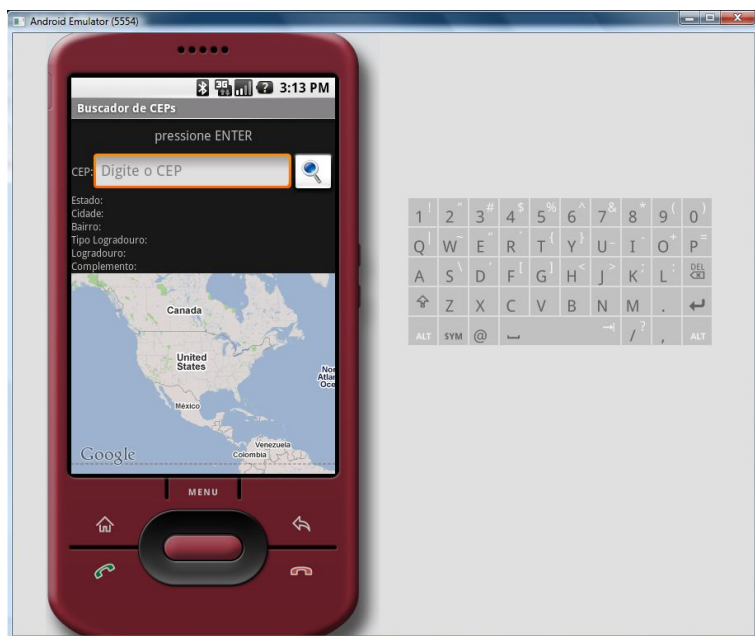 Android Emulator (5554)
3G 3:13 PM
Buscador de CEPs
pressione ENTER
CEP: Digite o CEP
Estado:
Cidade:
Bairro:
Tipo Logradouro:
Logradouro:
Complemento:
Canada
United
States
México
Venezuela
Colombia
Google
MENU
1 ! 2 " 3 # 4 $ 5 % 6 ^ 7 & 8 * 9 ( 0 )
Q | W ~ E " R ` T { Y } U _ I - O + P =
A S \ D ' F [ G ] H < J > K ; L : DEL
Z X C V B N M .
ALT SYM @ / ? , ALT